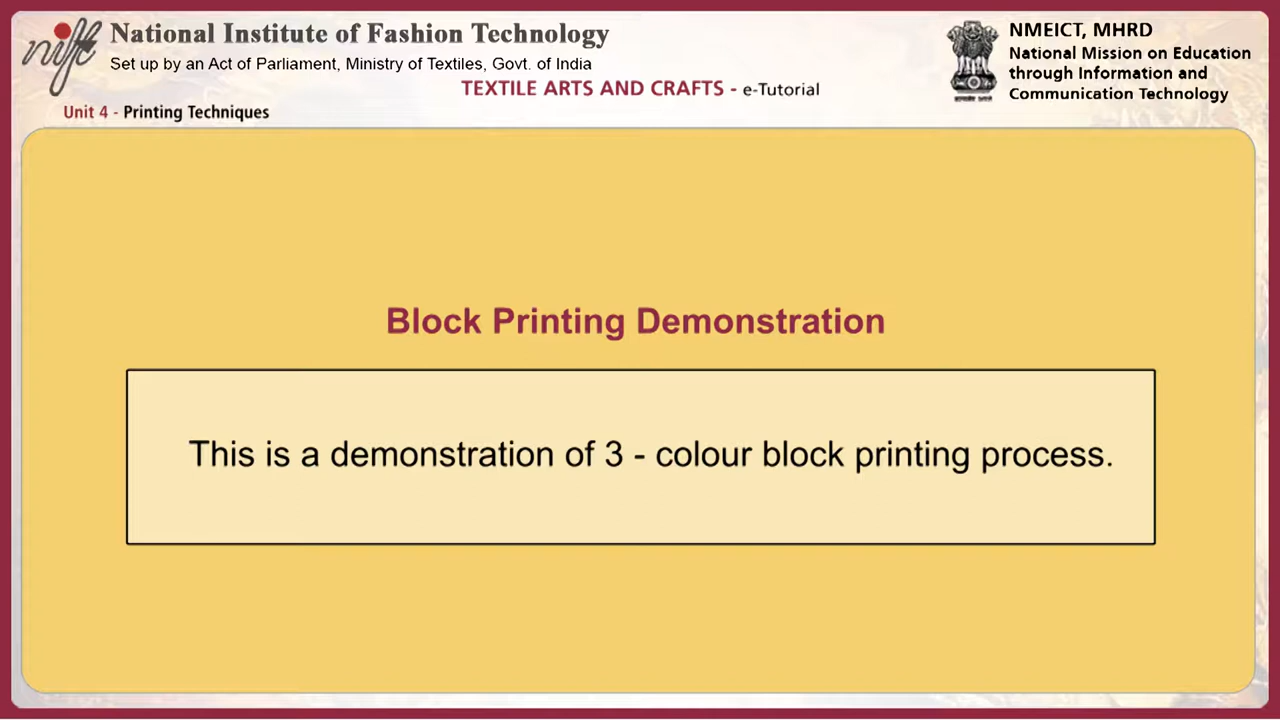 nift
National Institute of Fashion Technology
Set up by an Act of Parliament, Ministry of Textiles, Govt. of India
TEXTILE ARTS AND CRAFTS - e-Tutorial
Unit 4 - Printing Techniques
NMEICT, MHRD
National Mission on Education
through Information and
Communication Technology
Block Printing Demonstration
This is a demonstration of 3 - colour block printing process.